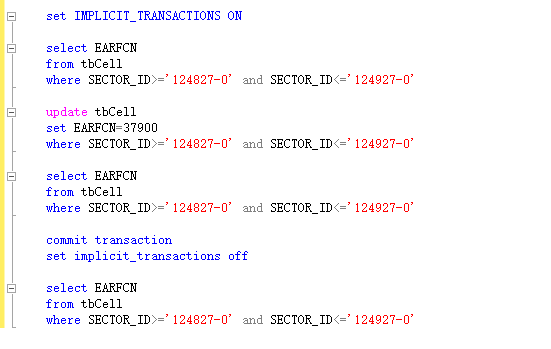 set IMPLICIT_TRANSACTIONS ON
select EARFCN
from tbCell
where SECTOR_ID>='124827-0' and SECTOR_ID<='124927-0'
update tbCell
set EARFCN=37900
where SECTOR_ID>='124827-0' and SECTOR_ID<='124927-0'
select EARFCN
from tbCell
where SECTOR_ID>='124827-0' and SECTOR_ID<='124927-0'
commit transaction
set implicit_transactions off
select EARFCN
from tbCell
where SECTOR_ID>='124827-0' and SECTOR_ID<='124927-0'